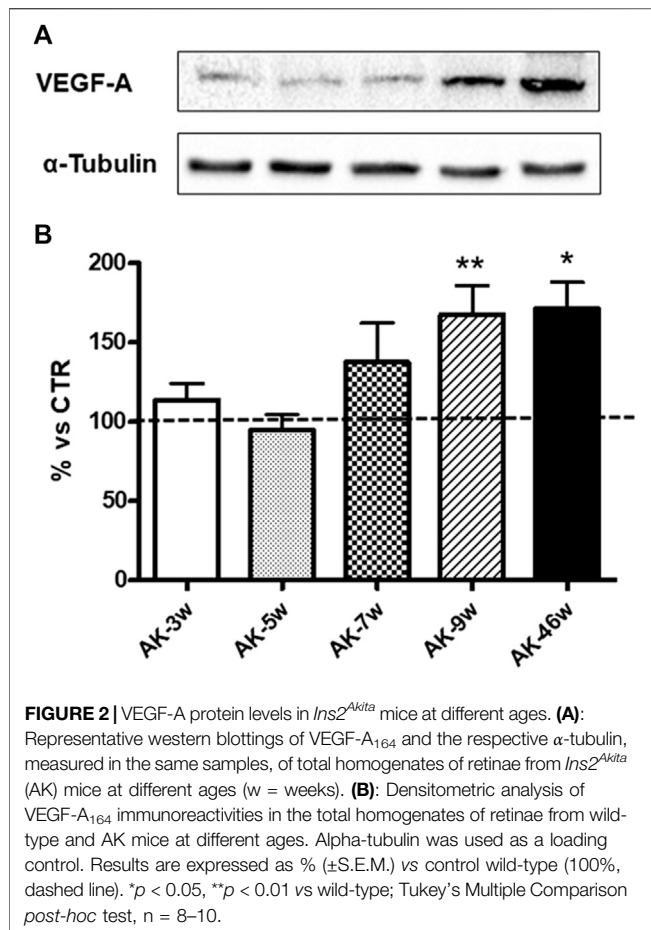 A
VEGF-A
α-Tubulin
B
% vs CTR
200
150
100
50
0
**
*
AK-3w
AK-5w
AK-7w
AK-9w
AK-46w
FIGURE 2 | VEGF-A protein levels in Ins2^Akita mice at different ages. (A):
Representative western blottings of VEGF-A₁₆₄ and the respective α-tubulin,
measured in the same samples, of total homogenates of retinae from Ins2^Akita
(AK) mice at different ages (w = weeks). (B): Densitometric analysis of
VEGF-A₁₆₄ immunoreactivities in the total homogenates of retinae from wild-
type and AK mice at different ages. Alpha-tubulin was used as a loading
control. Results are expressed as % (±S.E.M.) vs control wild-type (100%,
dashed line). *p < 0.05, **p < 0.01 vs wild-type; Tukey’s Multiple Comparison
post-hoc test, n = 8–10.